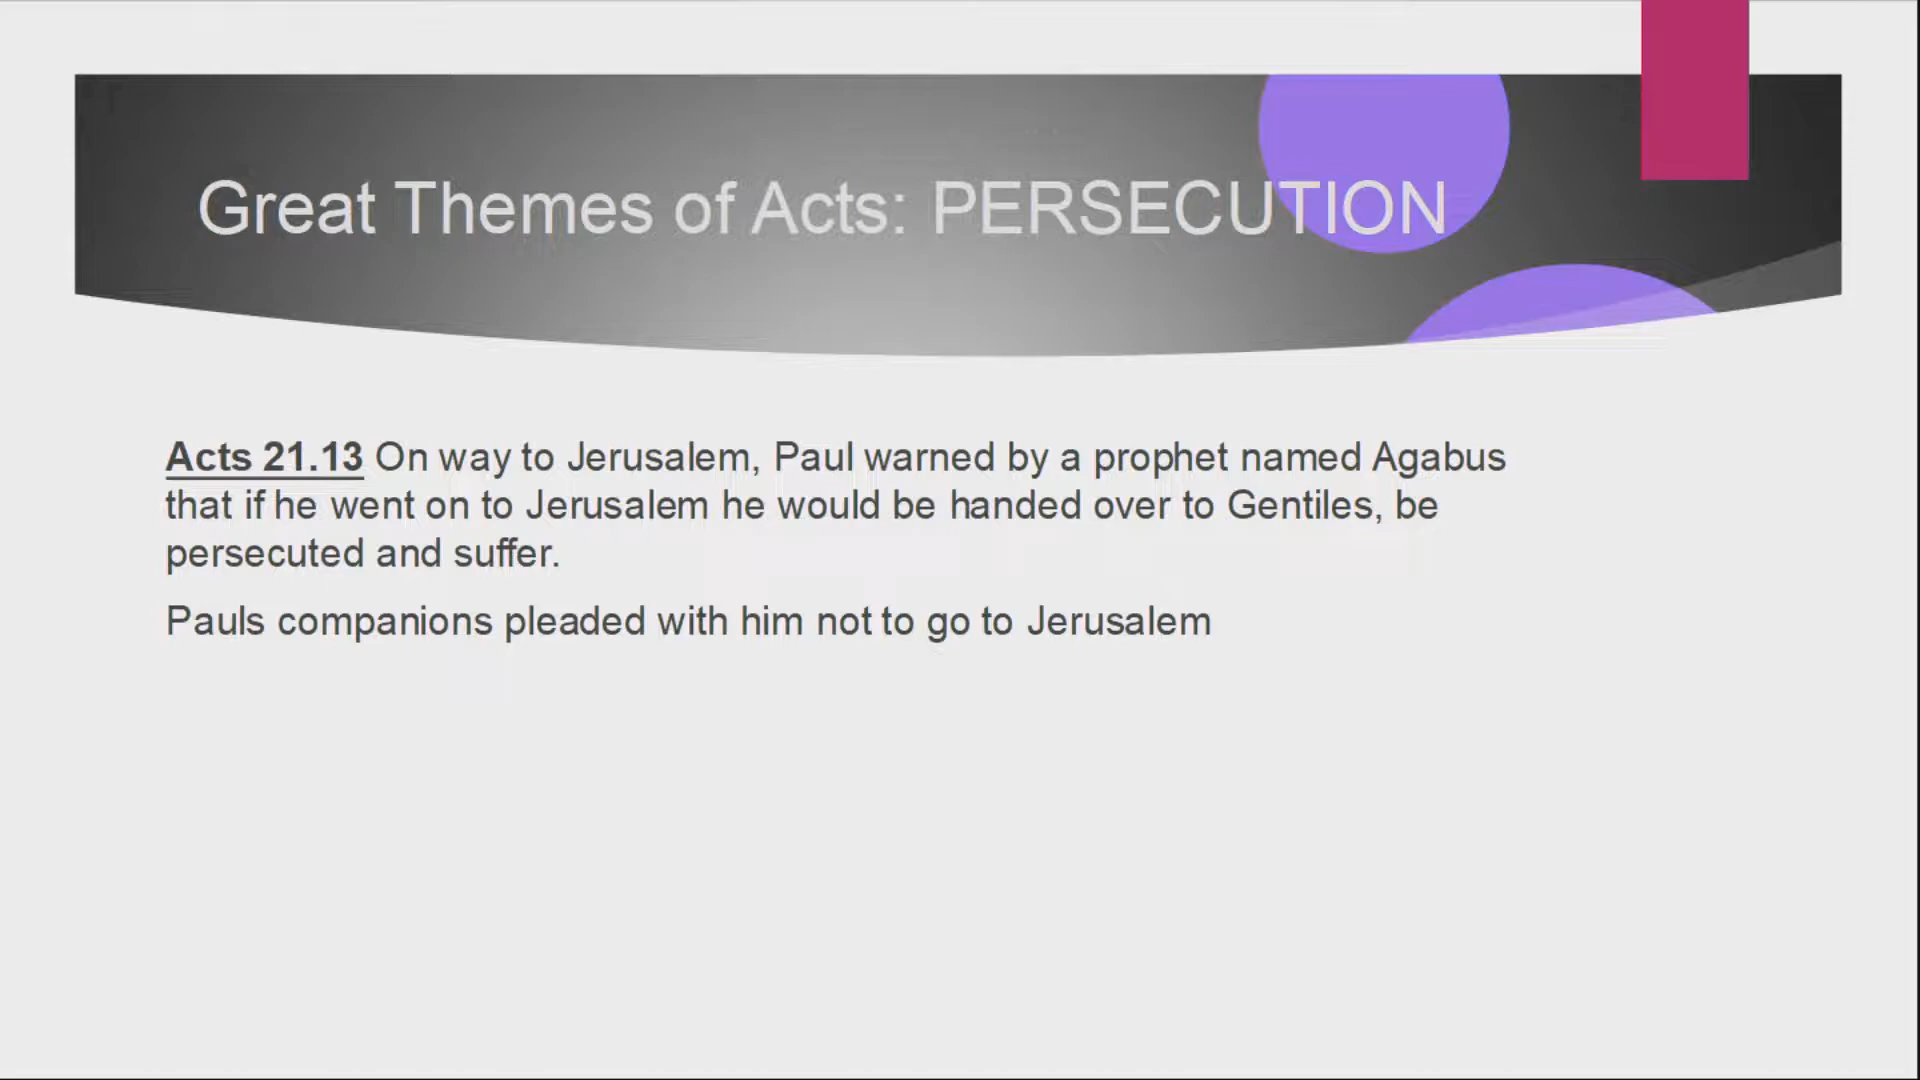 Great Themes of Acts: PERSECUTION
Acts 21.13 On way to Jerusalem, Paul warned by a prophet named Agabus
that if he went on to Jerusalem he would be handed over to Gentiles, be
persecuted and suffer.
Pauls companions pleaded with him not to go to Jerusalem